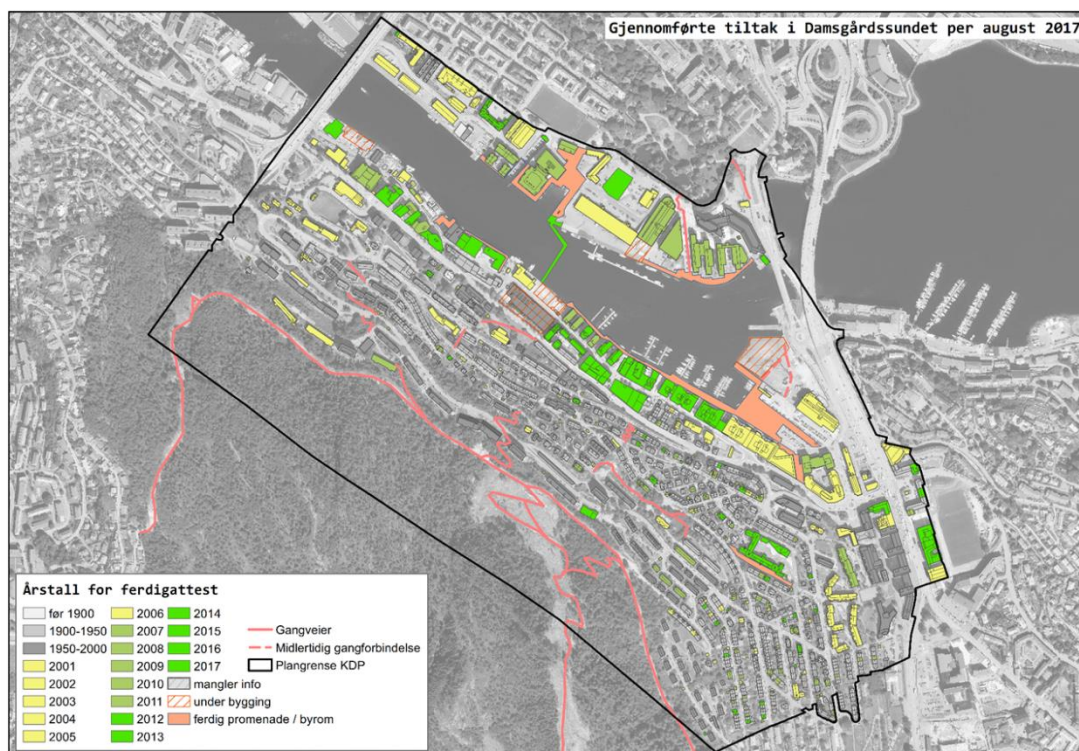 Gjennomførte tiltak i Damsgårdssundet per august 2017
Årstall for ferdigattest
før 1900
1900-1950
1950-2000
2001
2002
2003
2004
2005
2006
2007
2008
2009
2010
2011
2012
2013
2014
2015
2016
2017
mangler info
under bygging
ferdig promenade / byrom
Gangveier
Midlertidig gangforbindelse
Plangrense KDP